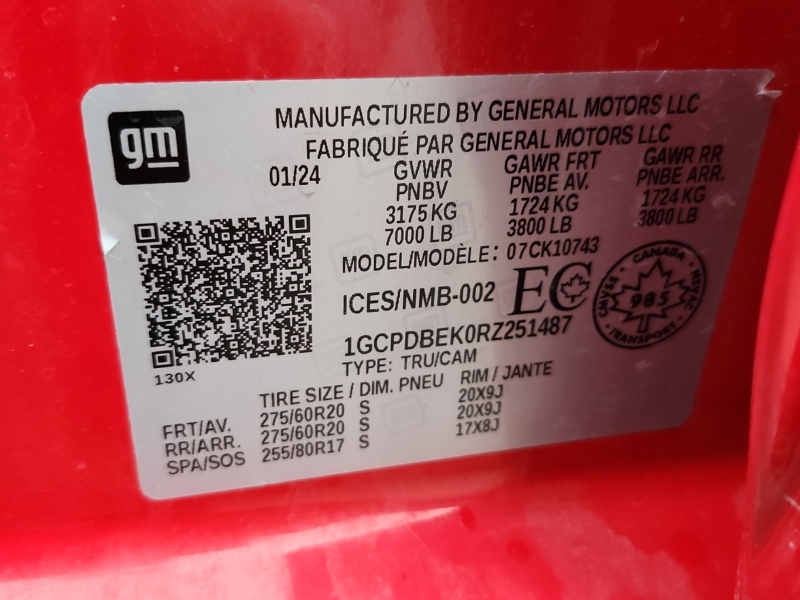 gm
MANUFACTURED BY GENERAL MOTORS LLC
FABRIQUÉ PAR GENERAL MOTORS LLC
01/24 GVWR GAWR FRT GAWR RR
PNBV PNBE AV. PNBE ARR.
3175 KG 1724 KG 1724 KG
7000 LB 3800 LB 3800 LB
MODEL/MODÈLE: 07CK10743
ICES/NMB-002 EC
CANADA
CMVSS NSVAC
985
TRANSPORT
1GCPDBEK0RZ251487
TYPE: TRU/CAM
130X
TIRE SIZE / DIM. PNEU RIM / JANTE
FRT/AV. 275/60R20 S 20X9J
RR/ARR. 275/60R20 S 20X9J
SPA/SOS 255/80R17 S 17X8J